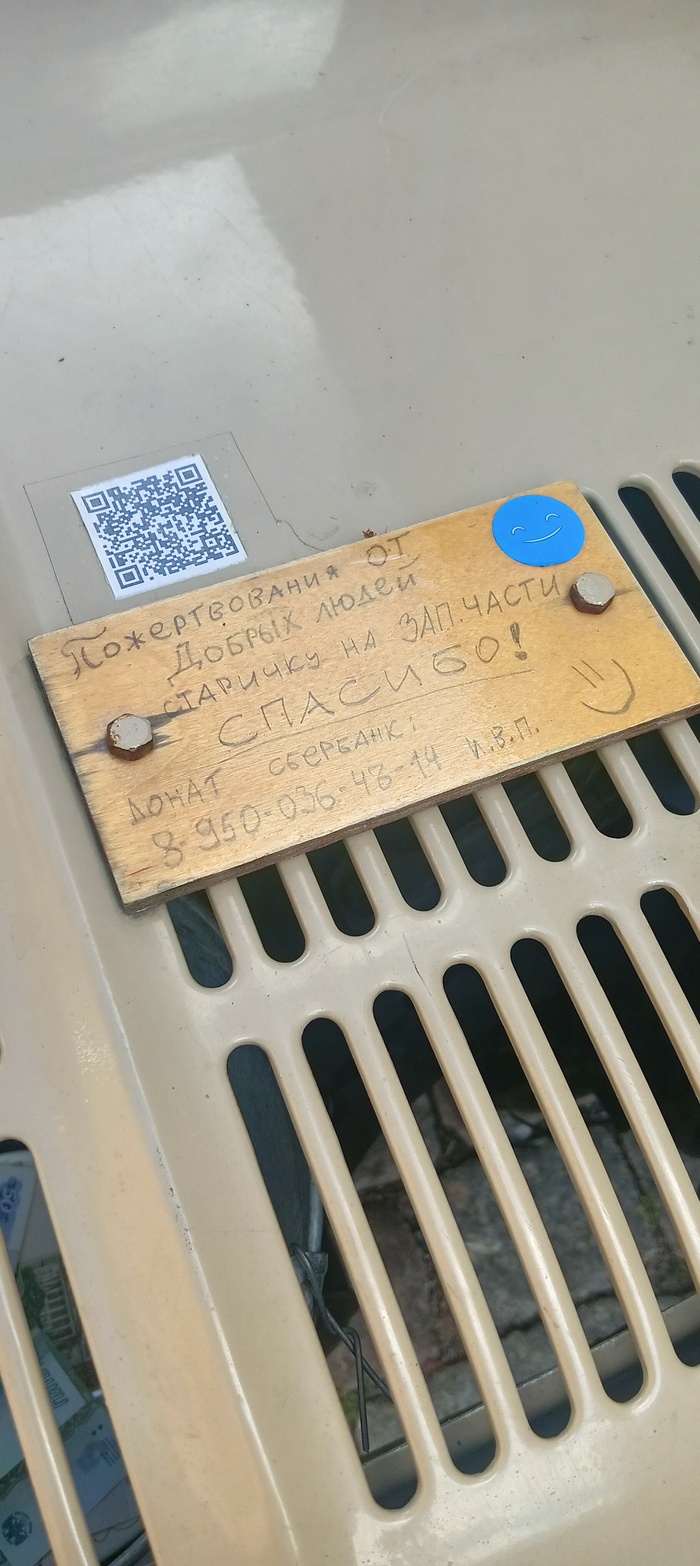 Пожертвования от
Добрых людей
старичку на зап.части
СПАСИБО!
Донат Сбербанк:
8-950-036-48-14 И.В.П.